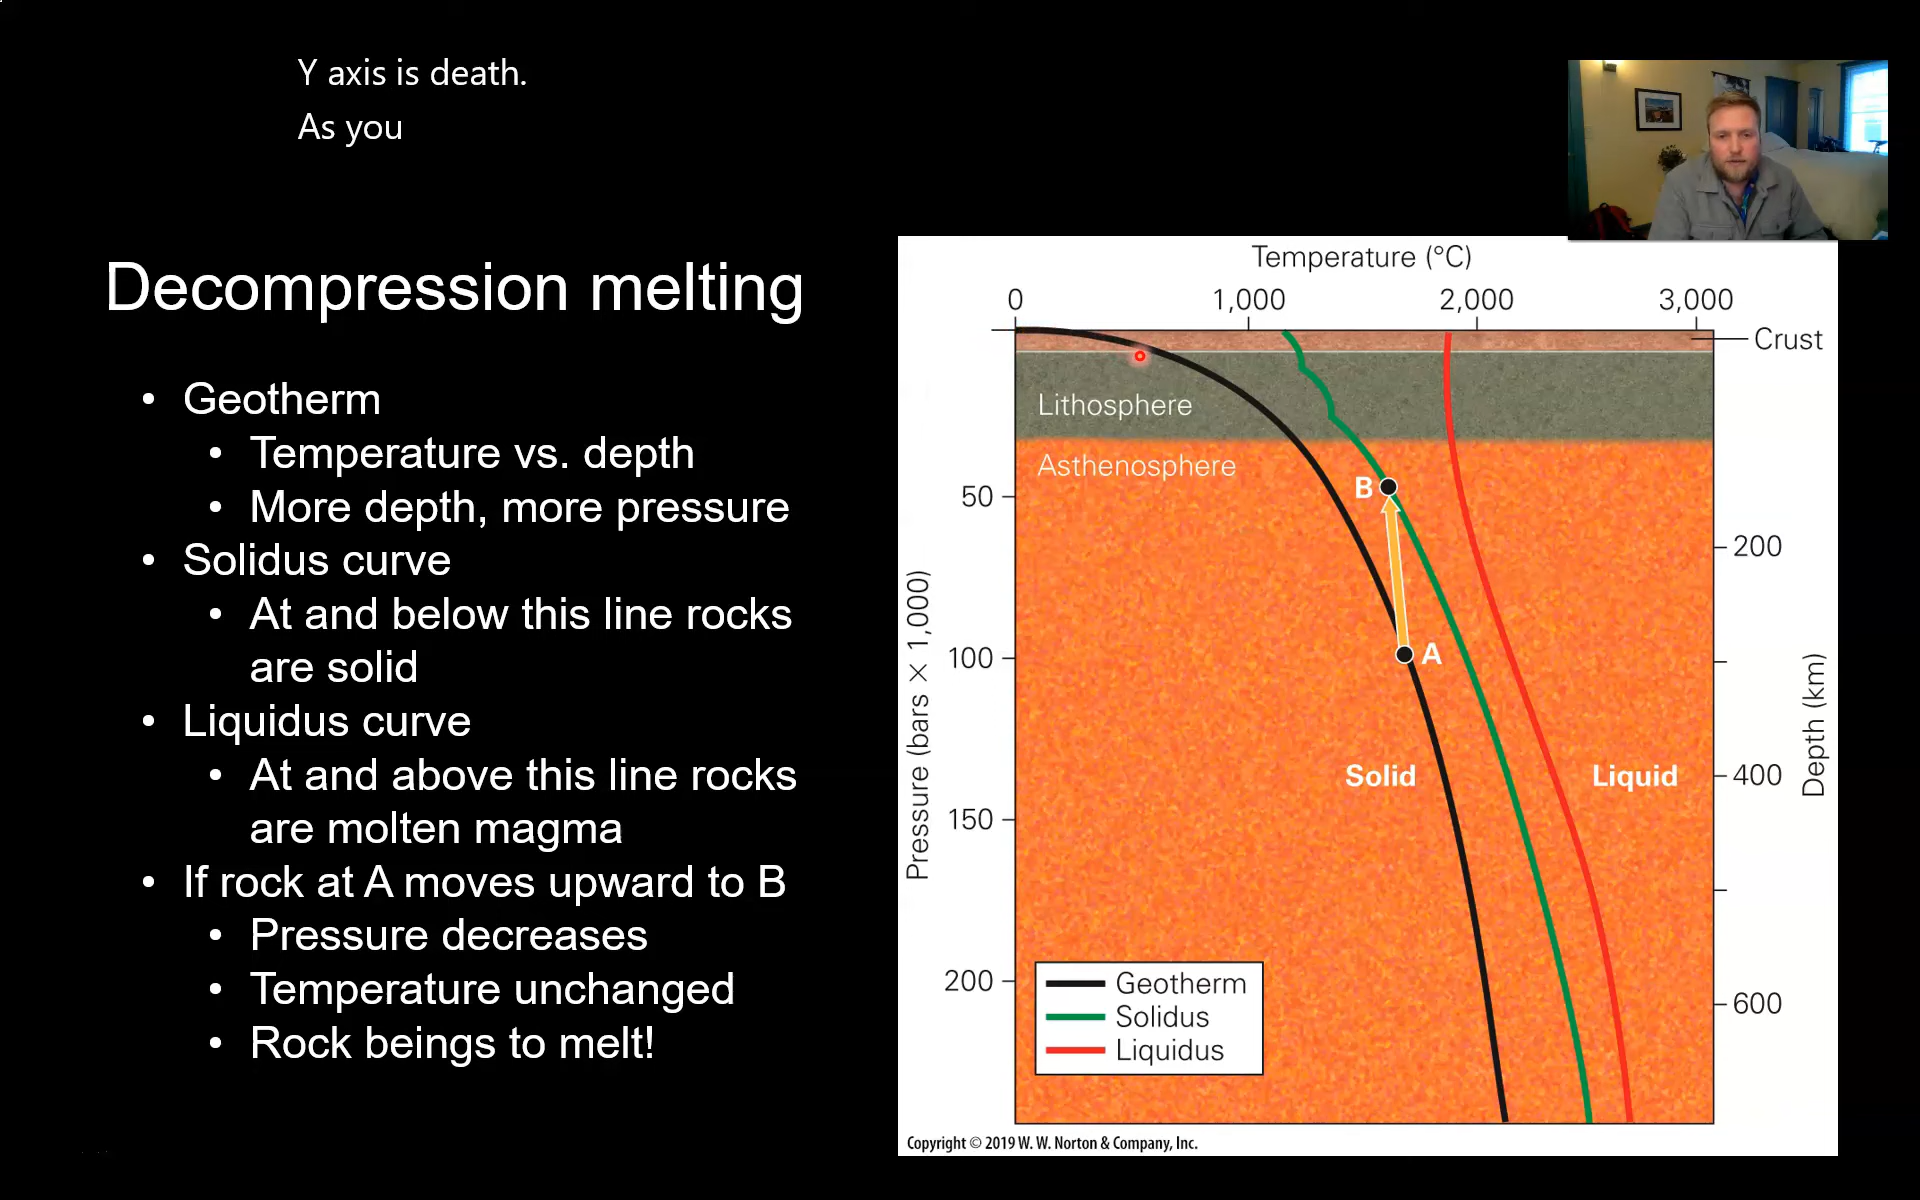 Y axis is death.
As you
Decompression melting
• Geotherm
• Temperature vs. depth
• More depth, more pressure
• Solidus curve
• At and below this line rocks
are solid
• Liquidus curve
• At and above this line rocks
are molten magma
• If rock at A moves upward to B
• Pressure decreases
• Temperature unchanged
• Rock beings to melt!
Temperature (°C)
0 1,000 2,000 3,000
Crust
Lithosphere
Asthenosphere
B
A
50
100
150
200
Pressure (bars × 1,000)
200
400
600
Depth (km)
Solid
Liquid
Geotherm
Solidus
Liquidus
Copyright © 2019 W. W. Norton & Company, Inc.